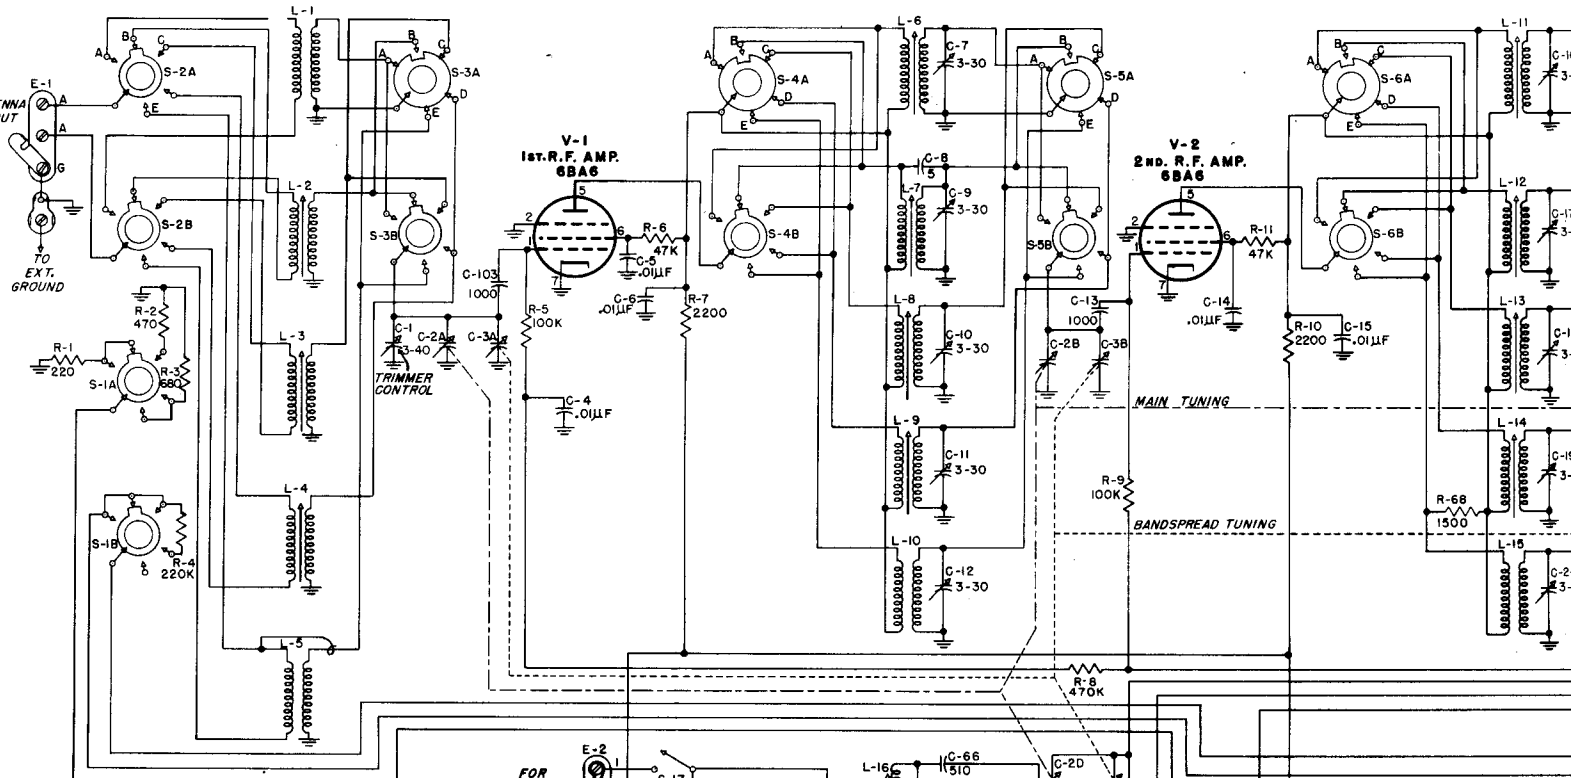 L-1
L-6
L-11
B
C
A
S-2A
E
E-1
A
A
G
TO
EXT.
GROUND
B
C
S-3A
D
E
V-1
1ST. R.F. AMP.
6BA6
A
B
C
S-4A
D
E
C-7
3-30
A
B
C
S-5A
D
E
V-2
2ND. R.F. AMP.
6BA6
A
B
C
S-6A
D
E
L-2
S-2B
S-3B
C-103
1000
5
2
1
6
7
R-6
47K
C-5
.01µF
C-6
.01µF
R-7
2200
R-5
100K
S-4B
C-8
5
L-7
C-9
3-30
S-5B
C-13
1000
5
2
1
6
7
R-11
47K
C-14
.01µF
R-10
2200
C-15
.01µF
S-6B
L-12
R-2
470
R-1
220
S-1A
R-3
680
L-3
C-1
3-40
C-2A
C-3A
TRIMMER
CONTROL
C-4
.01µF
L-8
C-10
3-30
C-2B
C-3B
L-13
MAIN TUNING
L-9
C-11
3-30
R-9
100K
L-14
R-68
1500
BANDSPREAD TUNING
S-1B
R-4
220K
L-4
L-10
C-12
3-30
L-15
L-5
R-8
470K
E-2
1
FOR
L-16
C-66
510
C-2D